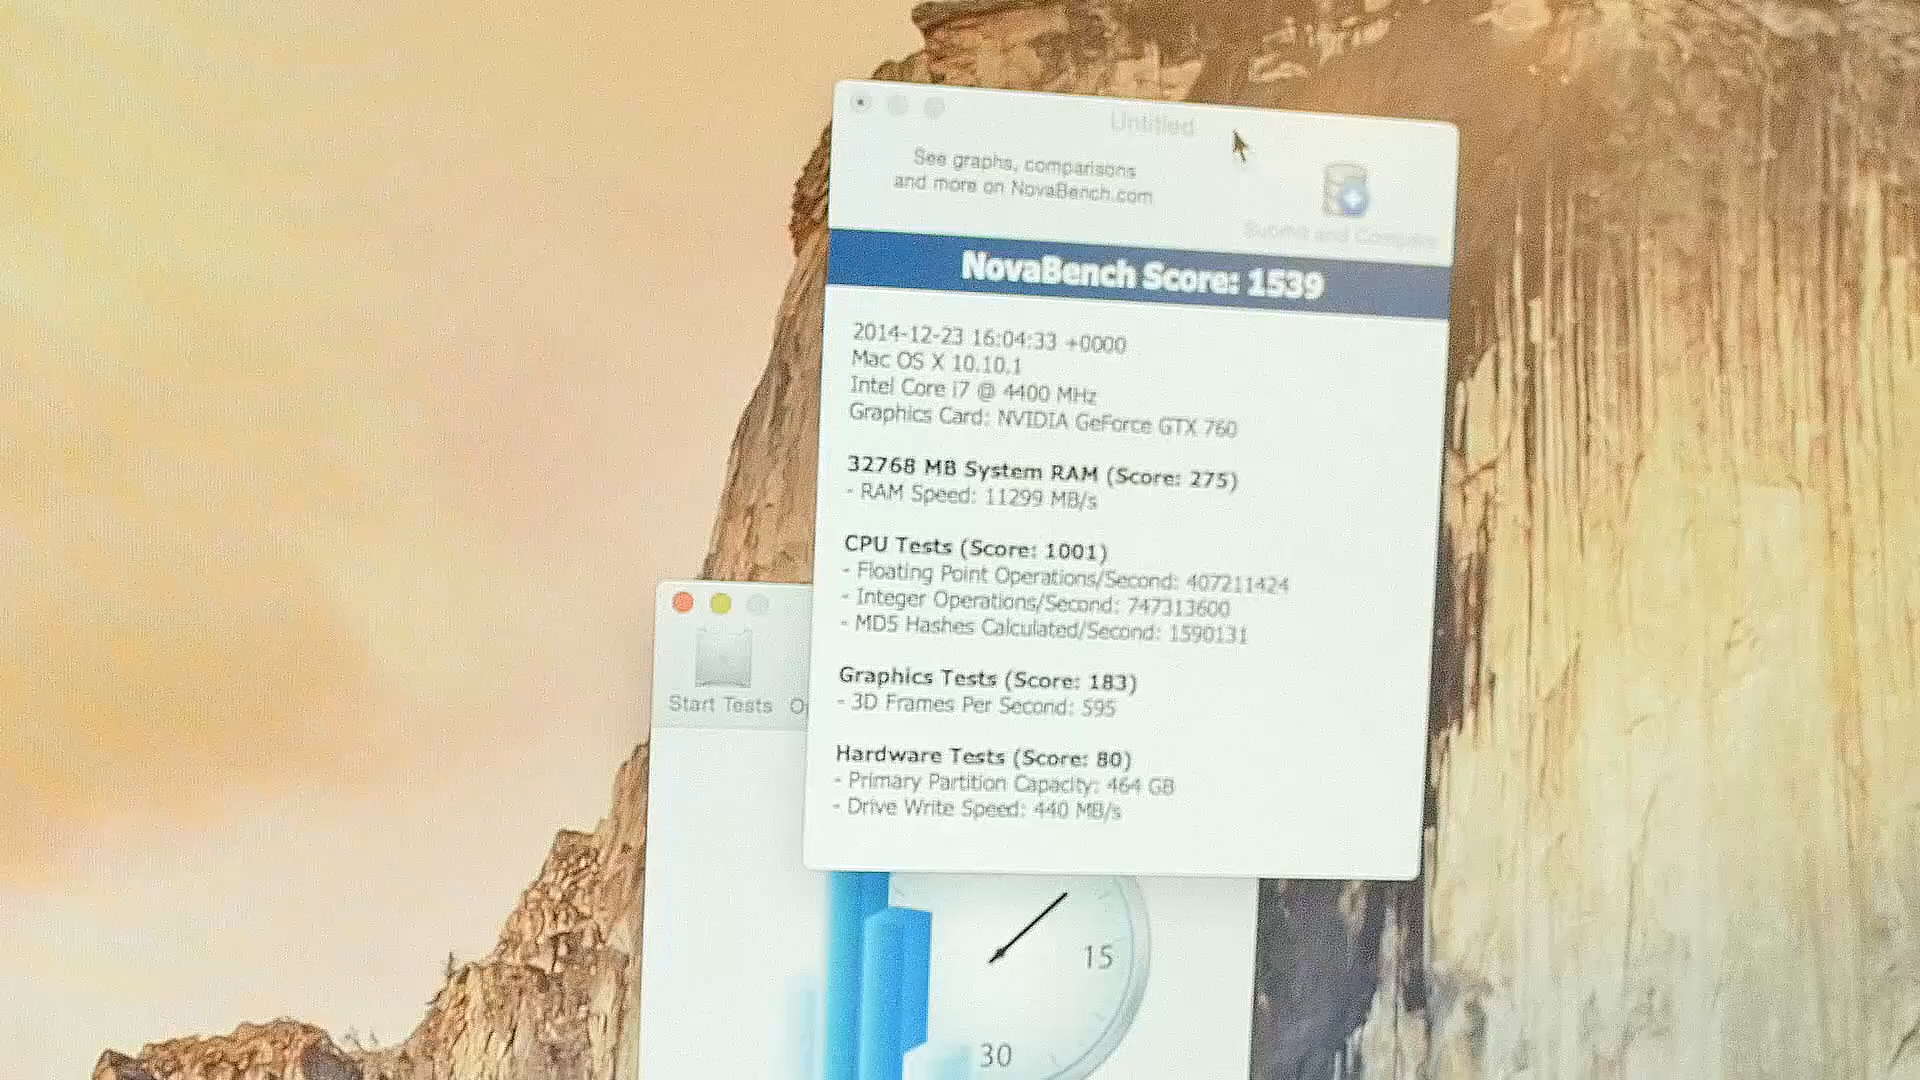 Untitled
See graphs, comparisons
and more on NovaBench.com
Submit and Compare
NovaBench Score: 1539
2014-12-23 16:04:33 +0000
Mac OS X 10.10.1
Intel Core i7 @ 4400 MHz
Graphics Card: NVIDIA GeForce GTX 760
32768 MB System RAM (Score: 275)
- RAM Speed: 11299 MB/s
CPU Tests (Score: 1001)
- Floating Point Operations/Second: 407211424
- Integer Operations/Second: 747313600
- MD5 Hashes Calculated/Second: 1590131
Graphics Tests (Score: 183)
- 3D Frames Per Second: 595
Hardware Tests (Score: 80)
- Primary Partition Capacity: 464 GB
- Drive Write Speed: 440 MB/s
Start Tests
15
30